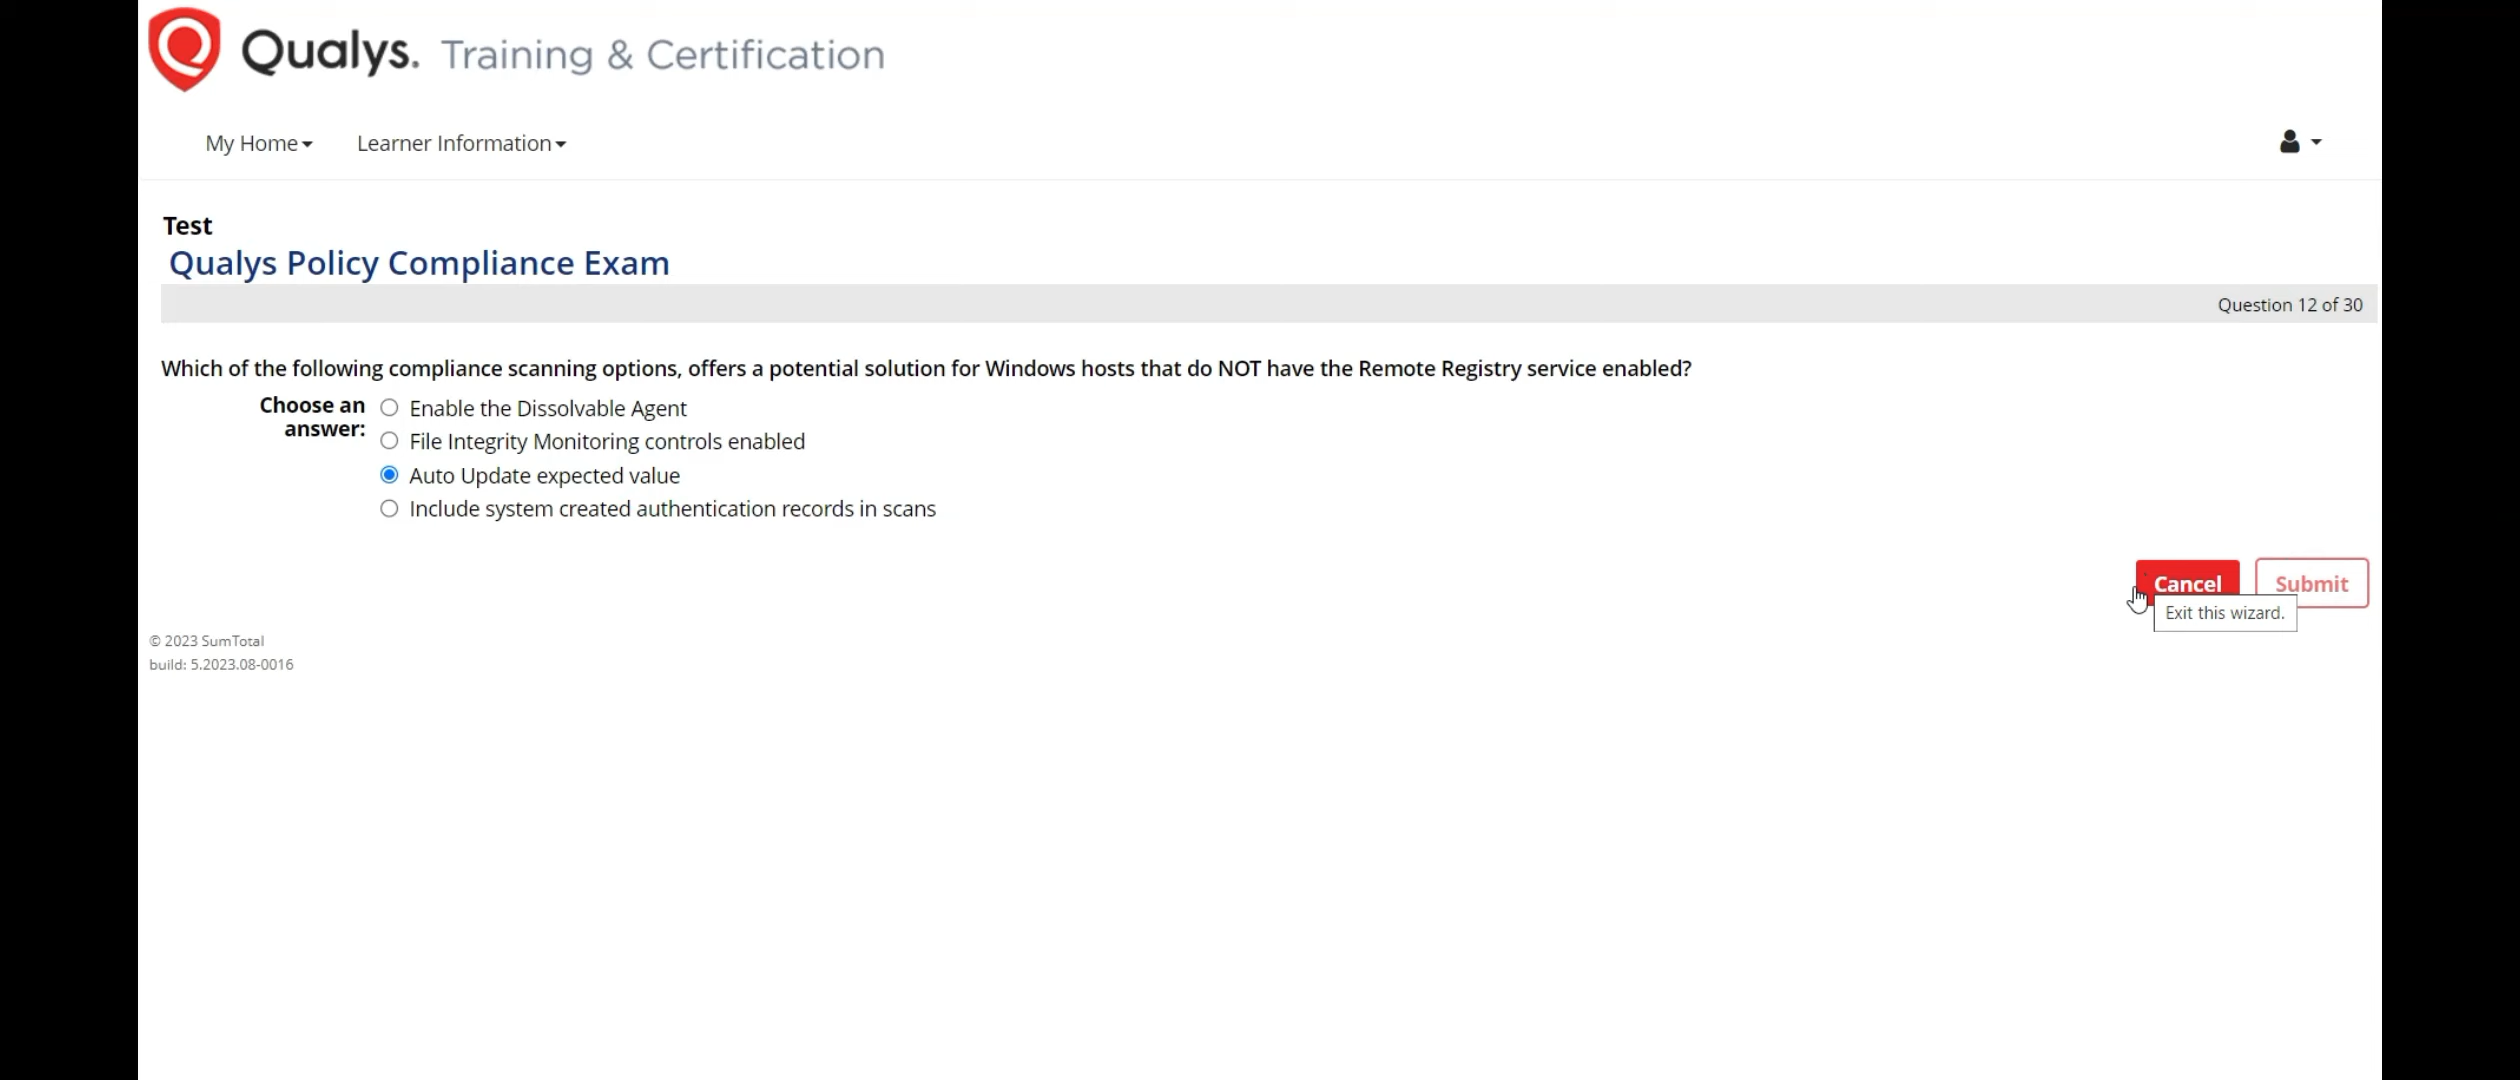 Qualys. Training & Certification
My Home Learner Information
Test
Qualys Policy Compliance Exam
Question 12 of 30
Which of the following compliance scanning options, offers a potential solution for Windows hosts that do NOT have the Remote Registry service enabled?
Choose an answer:
Enable the Dissolvable Agent
File Integrity Monitoring controls enabled
Auto Update expected value
Include system created authentication records in scans
Cancel Submit
Exit this wizard.
© 2023 SumTotal
build: 5.2023.08-0016